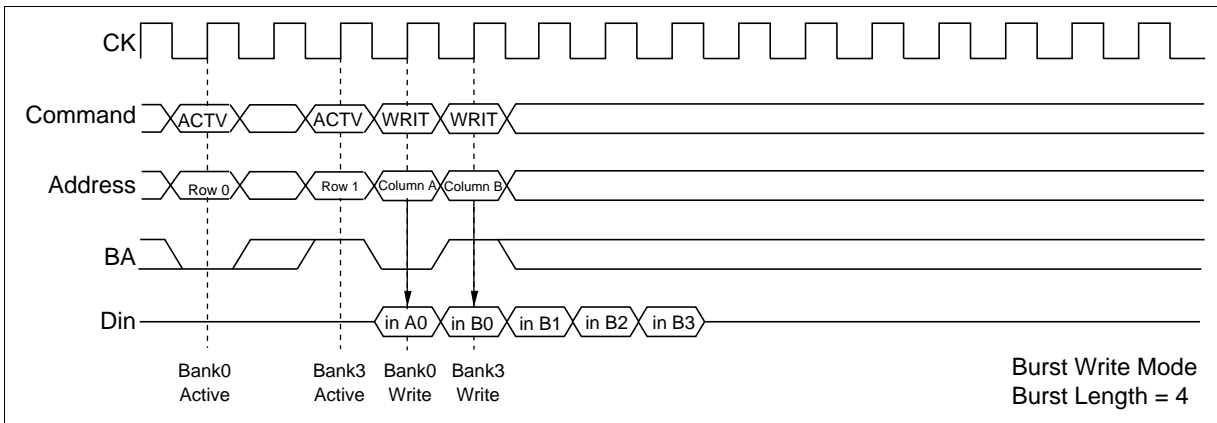 CK
Command ACTV ACTV WRIT WRIT
Address Row 0 Row 1 Column A Column B
BA
Din in A0 in B0 in B1 in B2 in B3
Bank0 Bank3 Bank0 Bank3
Active Active Write Write
Burst Write Mode
Burst Length = 4